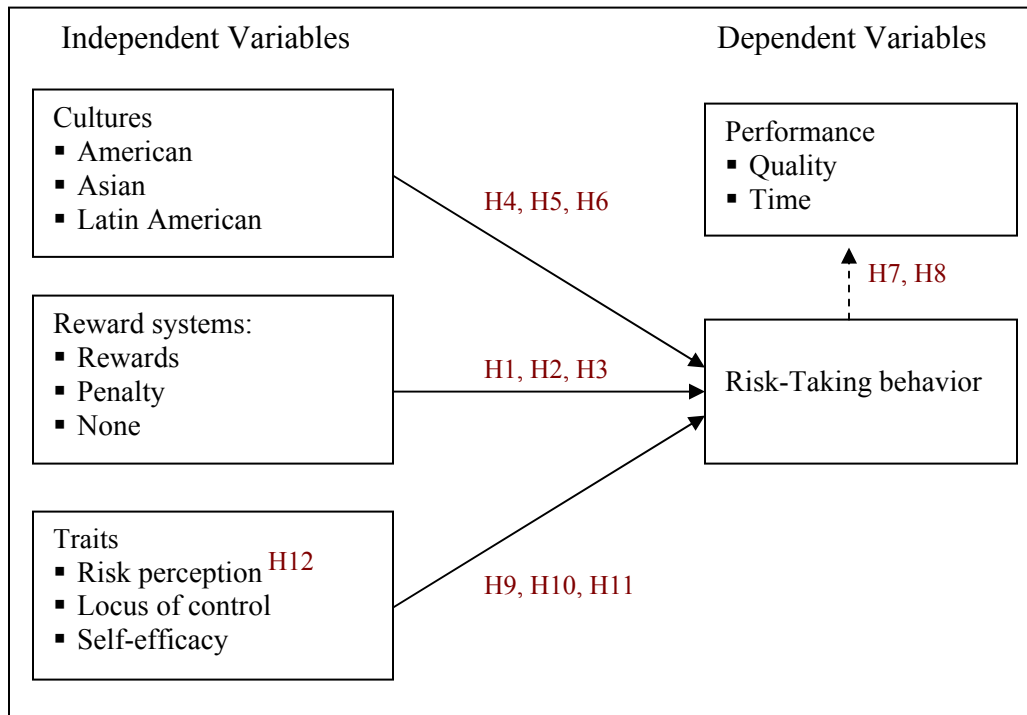 Independent Variables
Cultures
▪ American
▪ Asian
▪ Latin American
H4, H5, H6
Reward systems:
▪ Rewards
▪ Penalty
▪ None
H1, H2, H3
Traits
▪ Risk perception H12
▪ Locus of control
▪ Self-efficacy
H9, H10, H11
Dependent Variables
Performance
▪ Quality
▪ Time
H7, H8
Risk-Taking behavior